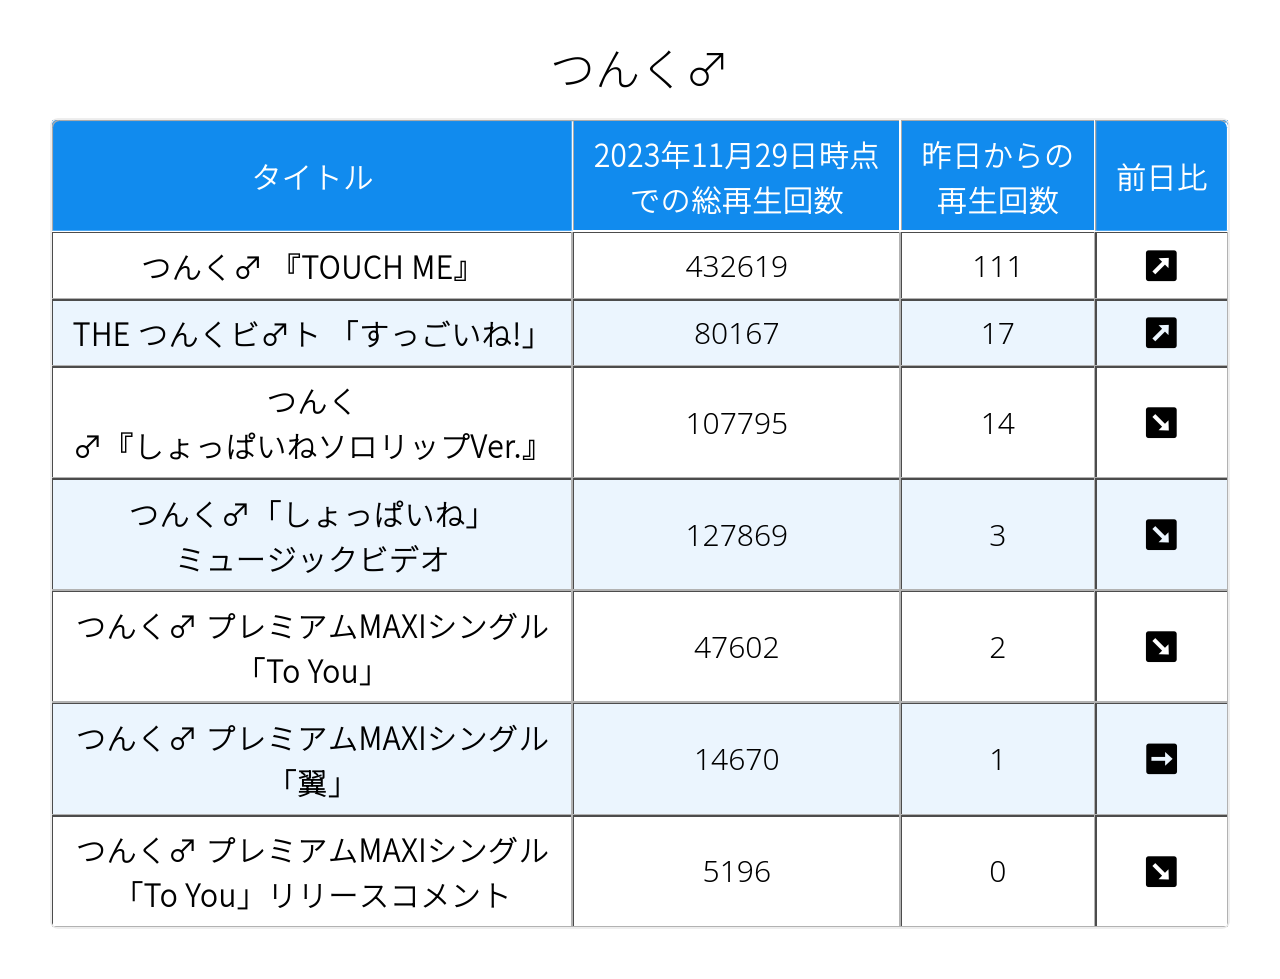 つんく♂
タイトル
2023年11月29日時点
での総再生回数
昨日からの
再生回数
前日比
つんく♂ 『TOUCH ME』
432619
111
↗
THE つんくビ♂ト 「すっごいね!」
80167
17
↗
つんく
♂『しょっぱいねソロリップVer.』
107795
14
↘
つんく♂「しょっぱいね」
ミュージックビデオ
127869
3
↘
つんく♂ プレミアムMAXIシングル
「To You」
47602
2
↘
つんく♂ プレミアムMAXIシングル
「翼」
14670
1
→
つんく♂ プレミアムMAXIシングル
「To You」リリースコメント
5196
0
↘